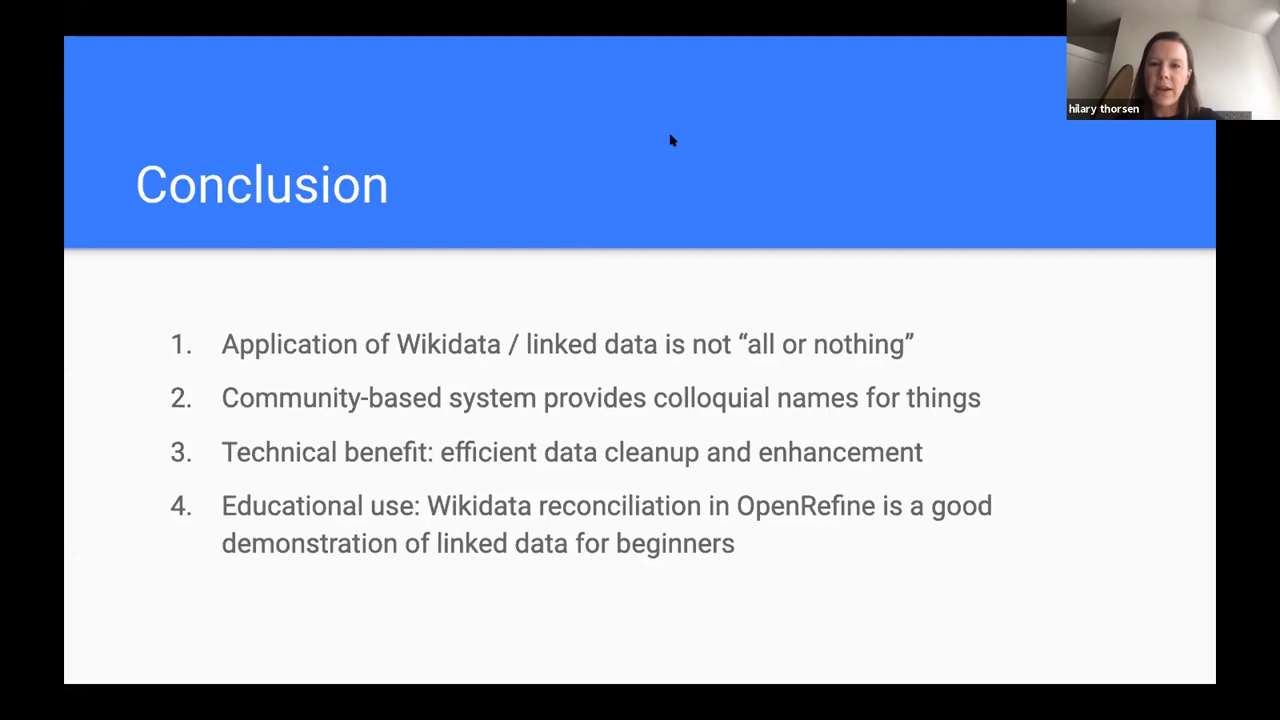 hilary thorsen
Conclusion
1. Application of Wikidata / linked data is not “all or nothing”
2. Community-based system provides colloquial names for things
3. Technical benefit: efficient data cleanup and enhancement
4. Educational use: Wikidata reconciliation in OpenRefine is a good
demonstration of linked data for beginners